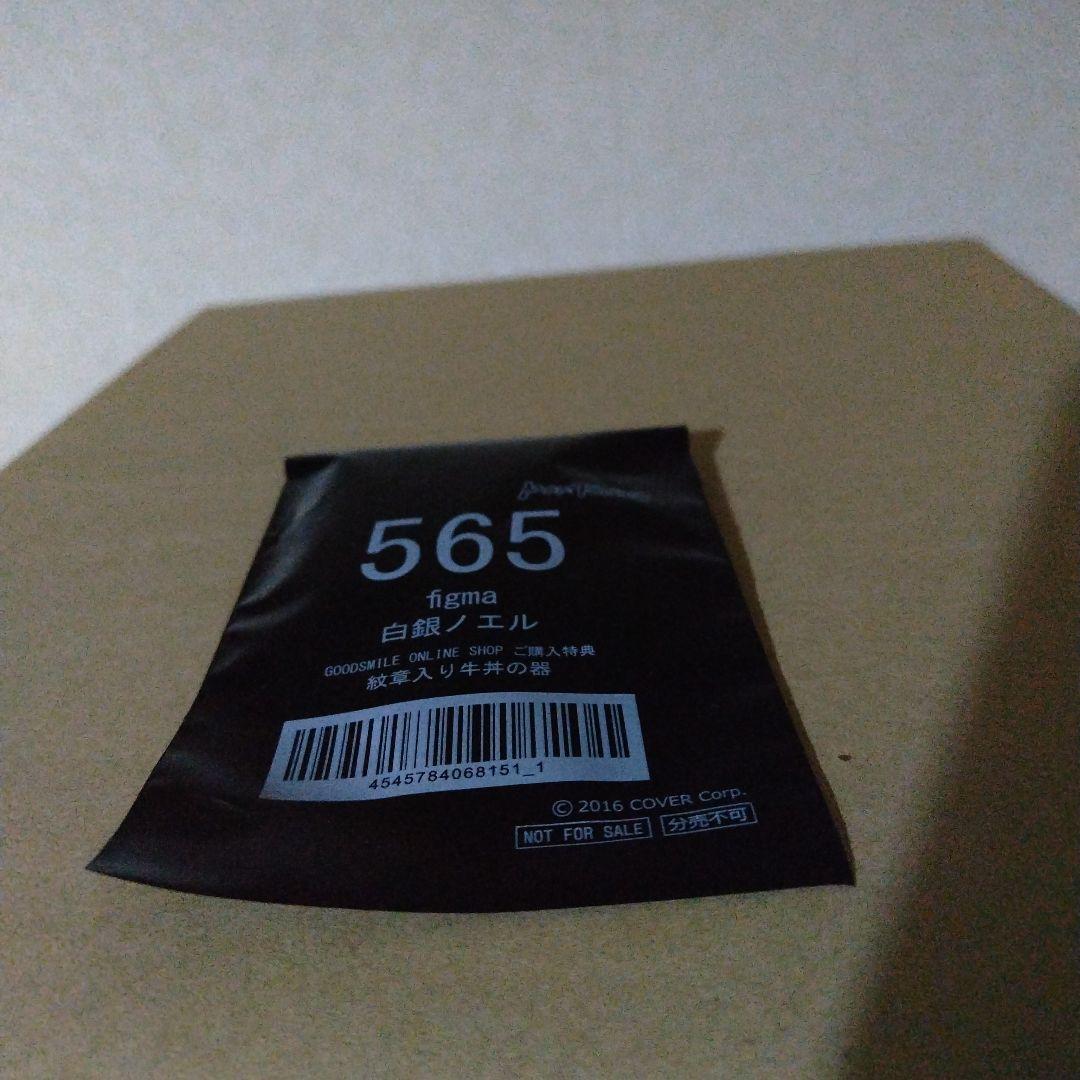 565
figma
白銀ノエル
GOODSMILE ONLINE SHOP ご購入特典
紋章入り牛丼の器
4545784068151_1
© 2016 COVER Corp.
NOT FOR SALE 分売不可